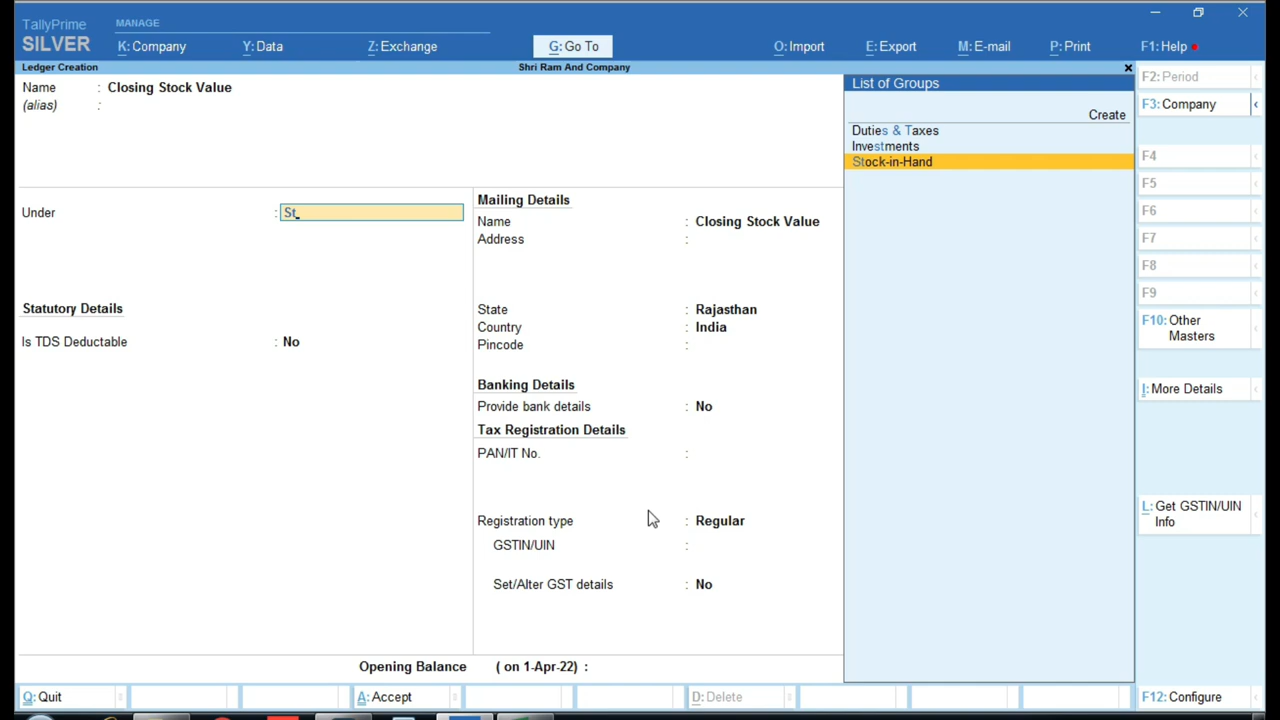 TallyPrime
MANAGE
SILVER
K: Company
Y: Data
Z: Exchange
G: Go To
O: Import
E: Export
M: E-mail
P: Print
F1: Help
Ledger Creation
Shri Ram And Company
Name : Closing Stock Value
(alias) :
Under : St
Statutory Details
Is TDS Deductable : No
Mailing Details
Name : Closing Stock Value
Address :
State : Rajasthan
Country : India
Pincode :
Banking Details
Provide bank details : No
Tax Registration Details
PAN/IT No. :
Registration type : Regular
GSTIN/UIN :
Set/Alter GST details : No
Opening Balance ( on 1-Apr-22) :
List of Groups
Create
Duties & Taxes
Investments
Stock-in-Hand
F2: Period
F3: Company
F4
F5
F6
F7
F8
F9
F10: Other
Masters
I: More Details
L: Get GSTIN/UIN
Info
Q: Quit
A: Accept
D: Delete
F12: Configure